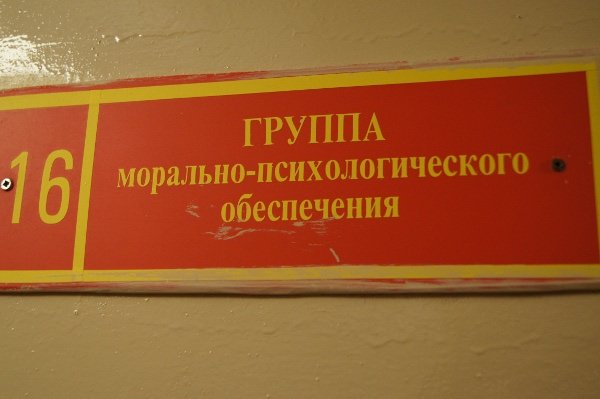 16
ГРУППА
морально-психологического
обеспечения